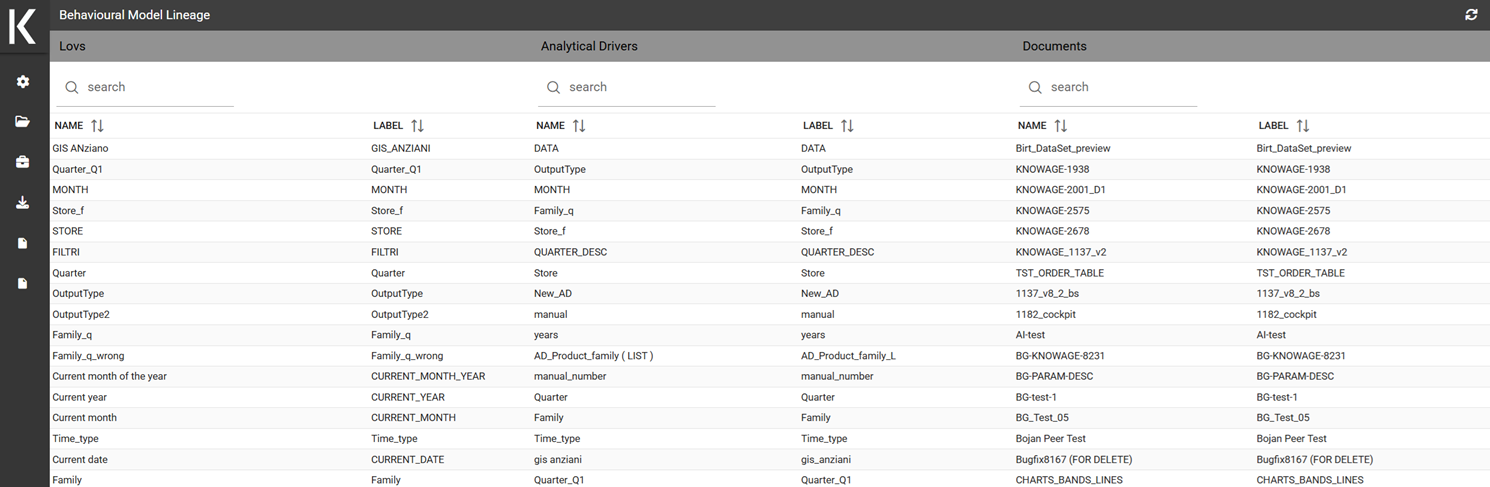 Behavioural Model Lineage
Lovs Analytical Drivers Documents
search search search
NAME LABEL NAME LABEL NAME LABEL
GIS ANziano GIS_ANZIANI DATA DATA Birt_DataSet_preview Birt_DataSet_preview
Quarter_Q1 Quarter_Q1 OutputType OutputType KNOWAGE-1938 KNOWAGE-1938
MONTH MONTH MONTH MONTH KNOWAGE-2001_D1 KNOWAGE-2001_D1
Store_f Store_f Family_q Family_q KNOWAGE-2575 KNOWAGE-2575
STORE STORE Store_f Store_f KNOWAGE-2678 KNOWAGE-2678
FILTRI FILTRI QUARTER_DESC QUARTER_DESC KNOWAGE_1137_v2 KNOWAGE_1137_v2
Quarter Quarter Store Store TST_ORDER_TABLE TST_ORDER_TABLE
OutputType OutputType New_AD New_AD 1137_v8_2_bs 1137_v8_2_bs
OutputType2 OutputType2 manual manual 1182_cockpit 1182_cockpit
Family_q Family_q years years AI-test AI-test
Family_q_wrong Family_q_wrong AD_Product_family ( LIST ) AD_Product_family_L BG-KNOWAGE-8231 BG-KNOWAGE-8231
Current month of the year CURRENT_MONTH_YEAR manual_number manual_number BG-PARAM-DESC BG-PARAM-DESC
Current year CURRENT_YEAR Quarter Quarter BG-test-1 BG-test-1
Current month CURRENT_MONTH Family Family BG_Test_05 BG_Test_05
Time_type Time_type Time_type Time_type Bojan Peer Test Bojan Peer Test
Current date CURRENT_DATE gis anziani gis_anziani Bugfix8167 (FOR DELETE) Bugfix8167 (FOR DELETE)
Family Family Quarter_Q1 Quarter_Q1 CHARTS_BANDS_LINES CHARTS_BANDS_LINES